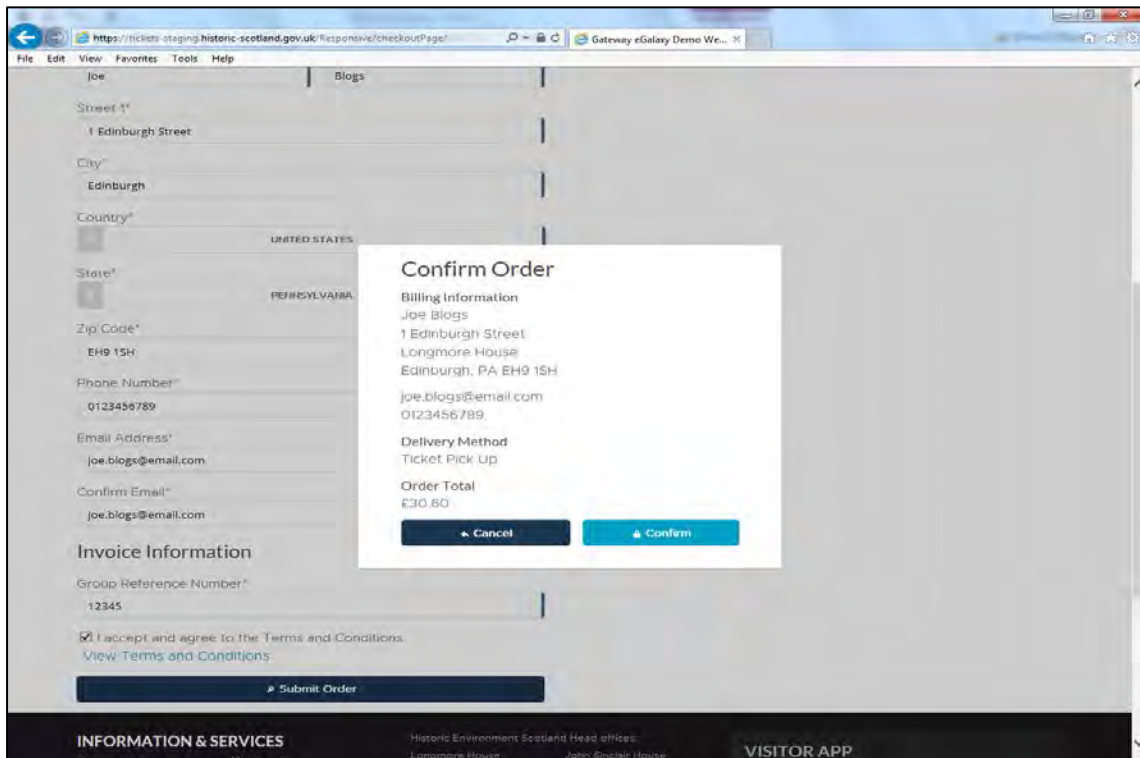 https://tickets-staging.historic-scotland.gov.uk/Responsive/checkoutPage/
Gateway eGalaxy Demo We...
File Edit View Favorites Tools Help
Joe Blogs
Street 1*
1 Edinburgh Street
City*
Edinburgh
Country*
UNITED STATES
State*
PENNSYLVANIA
Zip Code*
EH9 1SH
Phone Number*
0123456789
Email Address*
joe.blogs@email.com
Confirm Email*
joe.blogs@email.com
Invoice Information
Group Reference Number*
12345
I accept and agree to the Terms and Conditions.
View Terms and Conditions
Submit Order
Confirm Order
Billing Information
Joe Blogs
1 Edinburgh Street
Longmore House
Edinburgh, PA EH9 1SH
joe.blogs@email.com
0123456789
Delivery Method
Ticket Pick Up
Order Total
£30.60
Cancel
Confirm
INFORMATION & SERVICES
Historic Environment Scotland Head offices:
Longmore House John Sinclair House
VISITOR APP